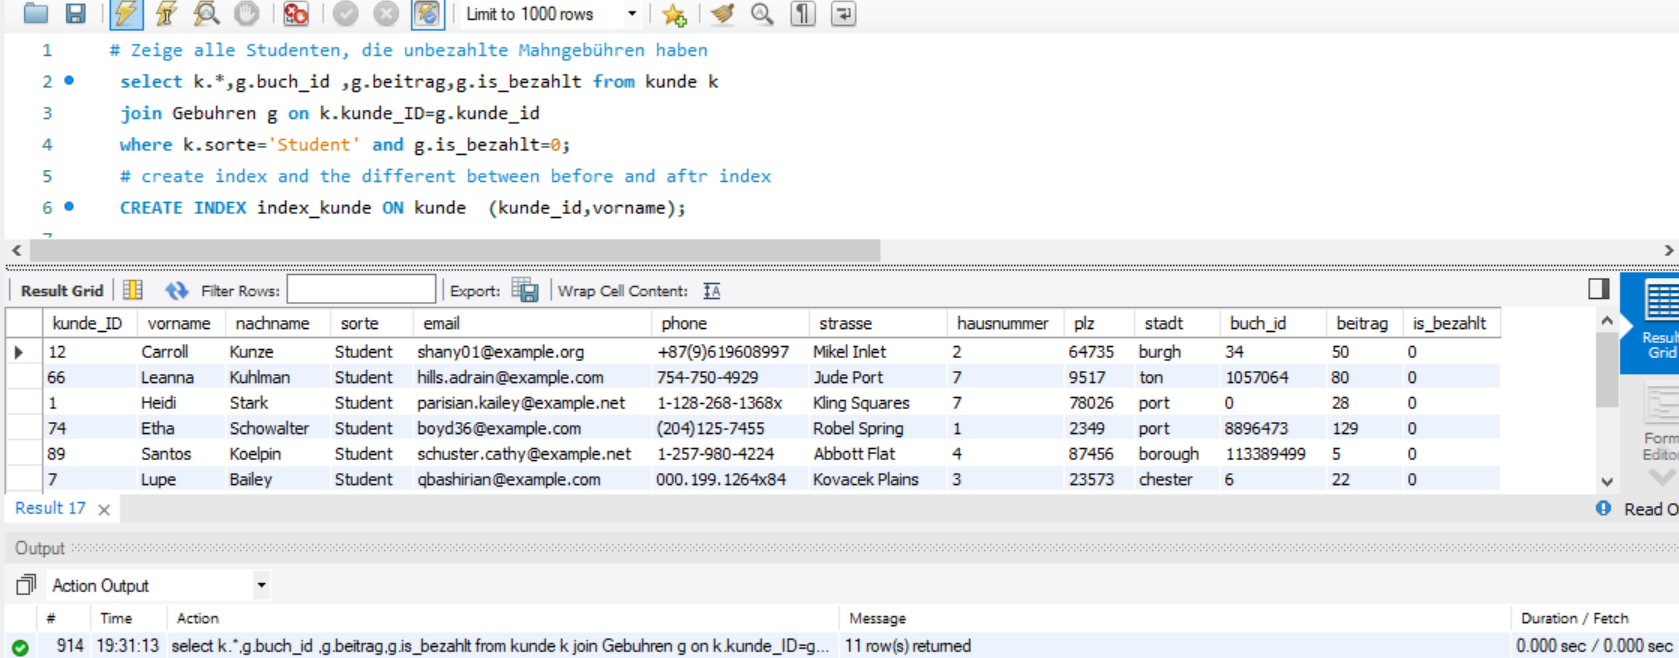 Limit to 1000 rows
1 # Zeige alle Studenten, die unbezahlte Mahngebühren haben
2 select k.*,g.buch_id ,g.beitrag,g.is_bezahlt from kunde k
3 join Gebuhren g on k.kunde_ID=g.kunde_id
4 where k.sorte='Student' and g.is_bezahlt=0;
5 # create index and the different between before and aftr index
6 CREATE INDEX index_kunde ON kunde (kunde_id,vorname);
Result Grid Filter Rows: Export: Wrap Cell Content:
kunde_ID vorname nachname sorte email phone strasse hausnummer plz stadt buch_id beitrag is_bezahlt
12 Carroll Kunze Student shany01@example.org +87(9)619608997 Mikel Inlet 2 64735 burgh 34 50 0
66 Leanna Kuhlman Student hills.adrain@example.com 754-750-4929 Jude Port 7 9517 ton 1057064 80 0
1 Heidi Stark Student parisian.kailey@example.net 1-128-268-1368x Kling Squares 7 78026 port 0 28 0
74 Etha Schowalter Student boyd36@example.com (204)125-7455 Robel Spring 1 2349 port 8896473 129 0
89 Santos Koelpin Student schuster.cathy@example.net 1-257-980-4224 Abbott Flat 4 87456 borough 113389499 5 0
7 Lupe Bailey Student qbashirian@example.com 000.199.1264x84 Kovacek Plains 3 23573 chester 6 22 0
Result
Grid
Form
Editor
Result 17 Read O
Output
Action Output
# Time Action Message Duration / Fetch
914 19:31:13 select k.*,g.buch_id ,g.beitrag,g.is_bezahlt from kunde k join Gebuhren g on k.kunde_ID=g... 11 row(s) returned 0.000 sec / 0.000 sec